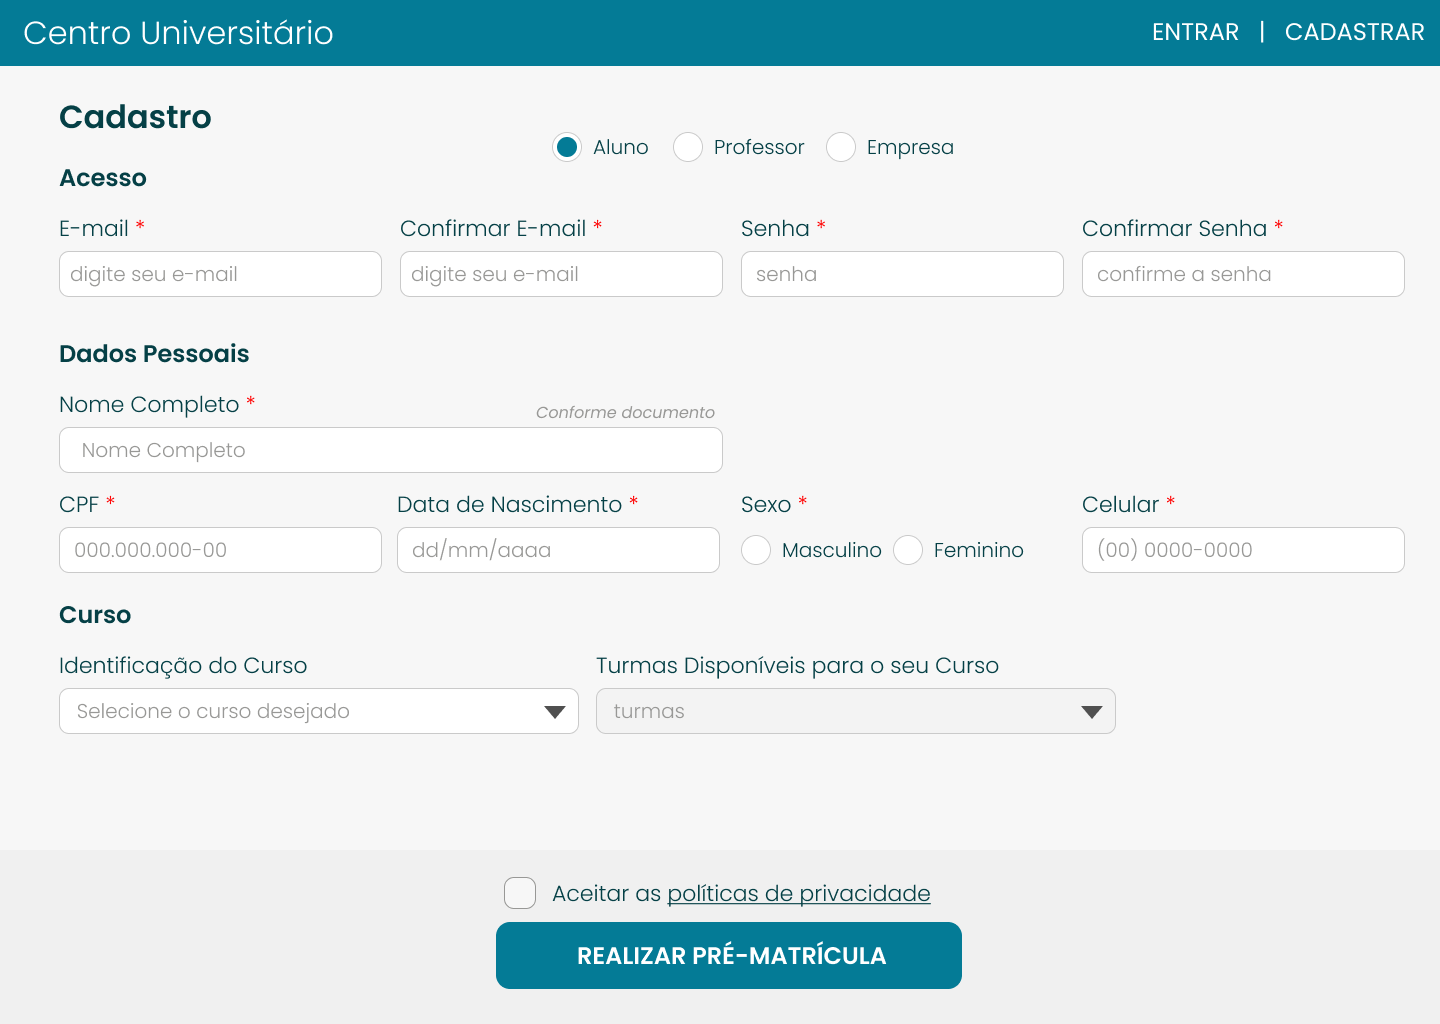 Centro Universitário
ENTRAR | CADASTRAR
Cadastro
Aluno Professor Empresa
Acesso
E-mail * Confirmar E-mail * Senha * Confirmar Senha *
digite seu e-mail digite seu e-mail senha confirme a senha
Dados Pessoais
Nome Completo * Conforme documento
Nome Completo
CPF * Data de Nascimento * Sexo * Celular *
000.000.000-00 dd/mm/aaaa Masculino Feminino (00) 0000-0000
Curso
Identificação do Curso Turmas Disponíveis para o seu Curso
Selecione o curso desejado turmas
Aceitar as políticas de privacidade
REALIZAR PRÉ-MATRÍCULA